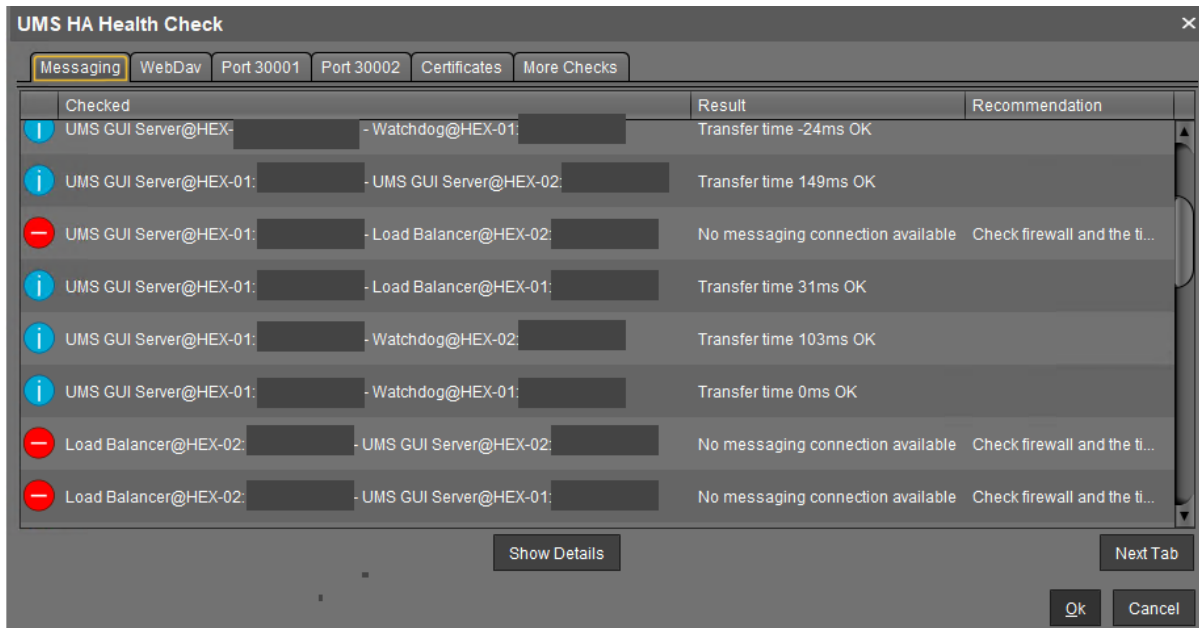 UMS HA Health Check
Messaging WebDav Port 30001 Port 30002 Certificates More Checks
Checked Result Recommendation
UMS GUI Server@HEX- - Watchdog@HEX-01: Transfer time -24ms OK
UMS GUI Server@HEX-01: - UMS GUI Server@HEX-02: Transfer time 149ms OK
UMS GUI Server@HEX-01: - Load Balancer@HEX-02: No messaging connection available Check firewall and the ti...
UMS GUI Server@HEX-01: - Load Balancer@HEX-01: Transfer time 31ms OK
UMS GUI Server@HEX-01: - Watchdog@HEX-02: Transfer time 103ms OK
UMS GUI Server@HEX-01: - Watchdog@HEX-01: Transfer time 0ms OK
Load Balancer@HEX-02: - UMS GUI Server@HEX-02: No messaging connection available Check firewall and the ti...
Load Balancer@HEX-02: - UMS GUI Server@HEX-01: No messaging connection available Check firewall and the ti...
Show Details Next Tab
Ok Cancel